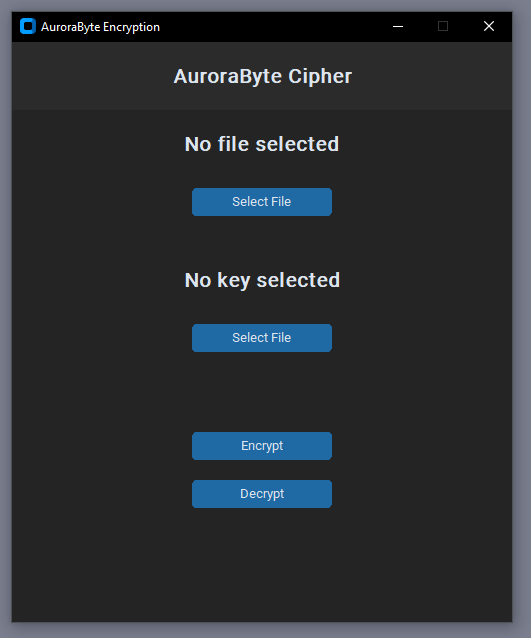 AuroraByte Encryption
AuroraByte Cipher
No file selected
Select File
No key selected
Select File
Encrypt
Decrypt